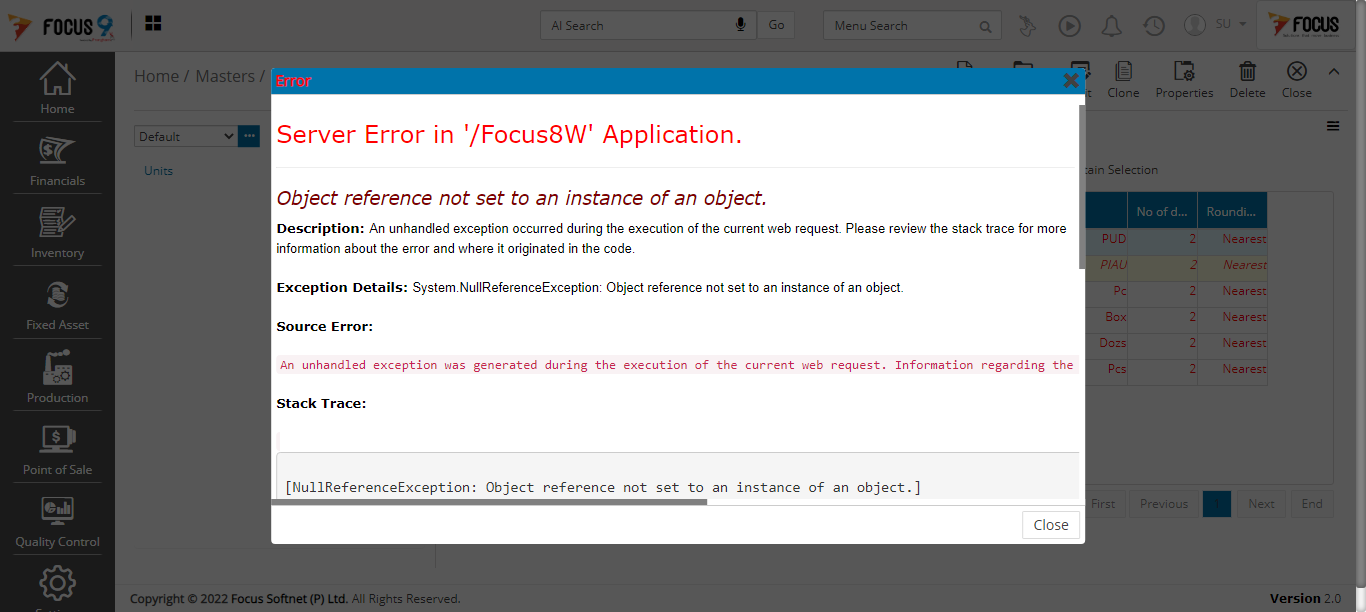 FOCUS 9
AI Search
Go
Menu Search
SU
FOCUS
Home
Financials
Inventory
Fixed Asset
Production
Point of Sale
Quality Control
Home / Masters /
Clone
Properties
Delete
Close
Default
Units
Error
Server Error in '/Focus8W' Application.
Object reference not set to an instance of an object.
Description: An unhandled exception occurred during the execution of the current web request. Please review the stack trace for more
information about the error and where it originated in the code.
Exception Details: System.NullReferenceException: Object reference not set to an instance of an object.
Source Error:
An unhandled exception was generated during the execution of the current web request. Information regarding the
Stack Trace:
[NullReferenceException: Object reference not set to an instance of an object.]
Close
Selection
No of d... Roundi...
PUD 2 Nearest
PIAU 2 Nearest
Pc 2 Nearest
Box 2 Nearest
Dozs 2 Nearest
Pcs 2 Nearest
First Previous Next End
Copyright © 2022 Focus Softnet (P) Ltd. All Rights Reserved.
Version 2.0